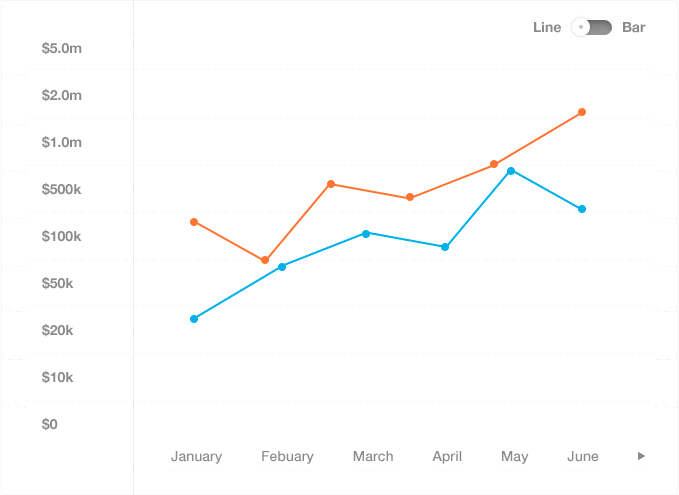 Line Bar
$5.0m
$2.0m
$1.0m
$500k
$100k
$50k
$20k
$10k
$0
January Febuary March April May June